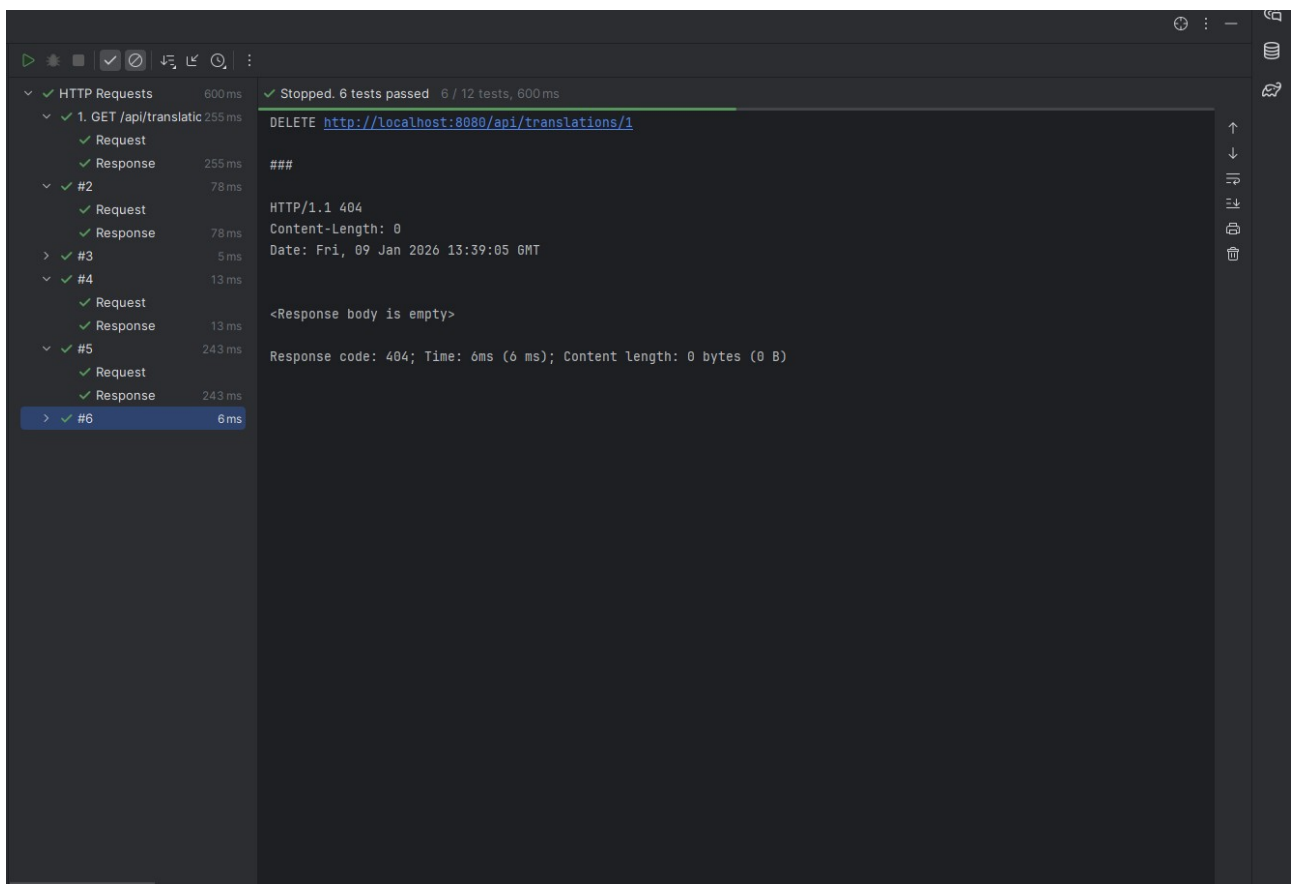 HTTP Requests 600 ms
1. GET /api/translatic 255 ms
Request
Response 255 ms
#2 78 ms
Request
Response 78 ms
#3 5 ms
#4 13 ms
Request
Response 13 ms
#5 243 ms
Request
Response 243 ms
#6 6 ms
Stopped. 6 tests passed 6 / 12 tests, 600 ms
DELETE http://localhost:8080/api/translations/1
###
HTTP/1.1 404
Content-Length: 0
Date: Fri, 09 Jan 2026 13:39:05 GMT
<Response body is empty>
Response code: 404; Time: 6ms (6 ms); Content length: 0 bytes (0 B)